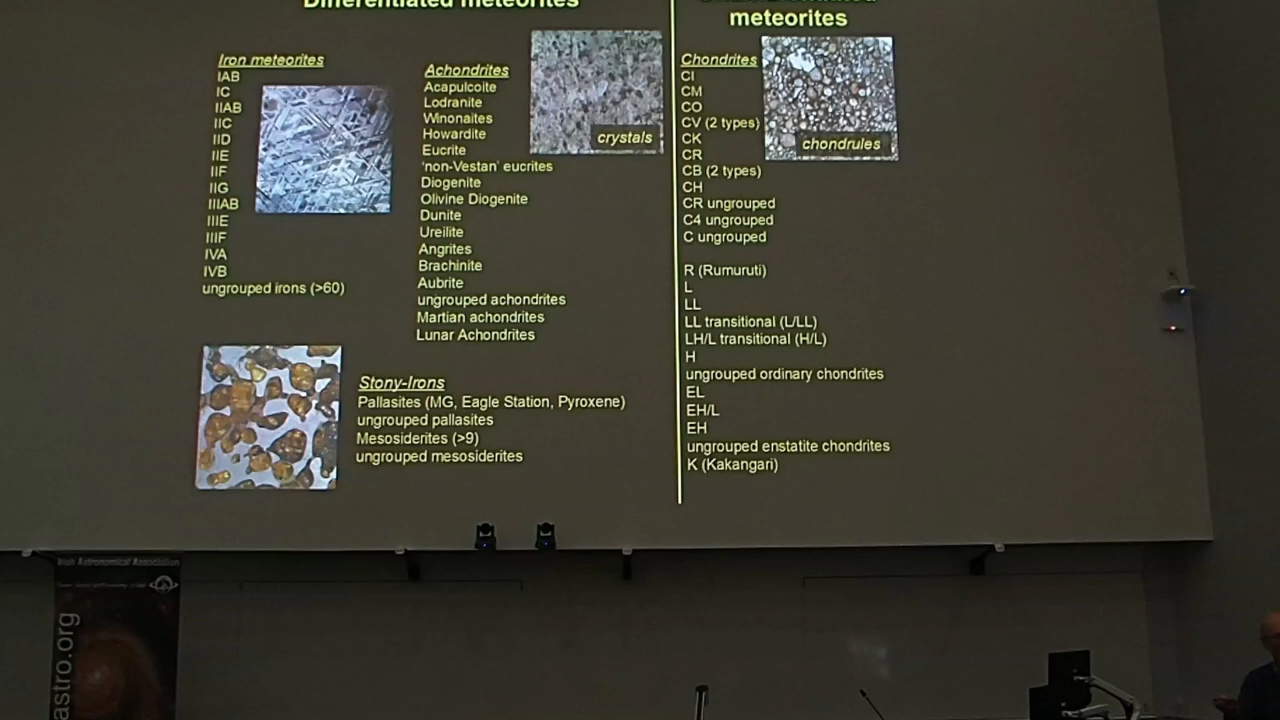 Differentiated meteorites
Iron meteorites
IAB
IC
IIAB
IIC
IID
IIE
IIF
IIG
IIIAB
IIIE
IIIF
IVA
IVB
ungrouped irons (>60)
Achondrites
Acapulcoite
Lodranite
Winonaites
Howardite
Eucrite
‘non-Vestan’ eucrites
Diogenite
Olivine Diogenite
Dunite
Ureilite
Angrites
Brachinite
Aubrite
ungrouped achondrites
Martian achondrites
Lunar Achondrites
crystals
Stony-Irons
Pallasites (MG, Eagle Station, Pyroxene)
ungrouped pallasites
Mesosiderites (>9)
ungrouped mesosiderites
meteorites
Chondrites
CI
CM
CO
CV (2 types)
CK
CR
CB (2 types)
CH
CR ungrouped
C4 ungrouped
C ungrouped
R (Rumuruti)
L
LL
LL transitional (L/LL)
LH/L transitional (H/L)
H
ungrouped ordinary chondrites
EL
EH/L
EH
ungrouped enstatite chondrites
K (Kakangari)
chondrules
Irish Astronomical Association
astro.org